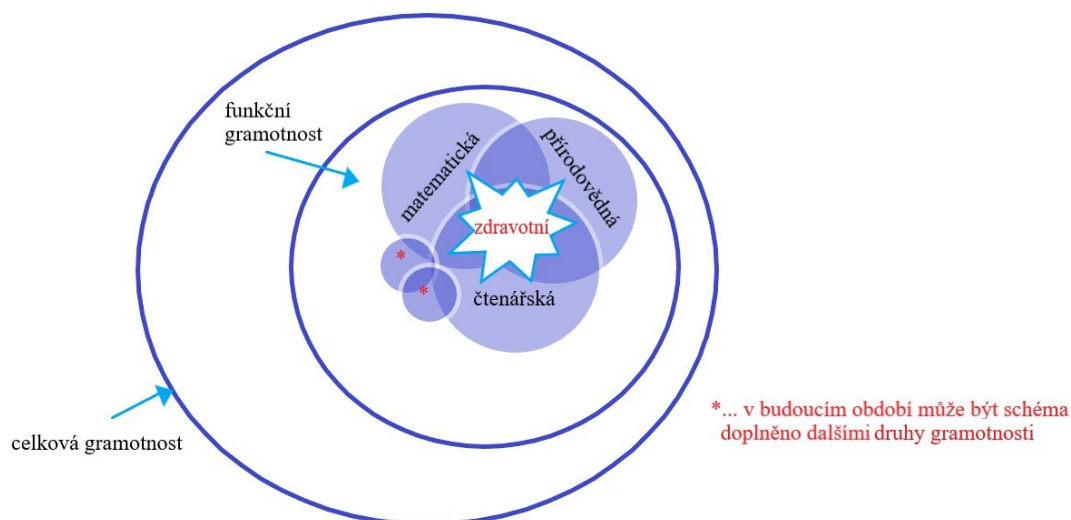 funkční
gramotnost
matematická
přírodovědná
zdravotní
*
*
čtenářská
celková gramotnost
*... v budoucím období může být schéma
doplněno dalšími druhy gramotnosti